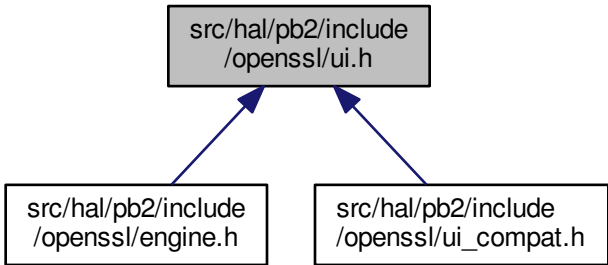 src/hal/pb2/include
/openssl/ui.h
src/hal/pb2/include
/openssl/engine.h
src/hal/pb2/include
/openssl/ui_compat.h